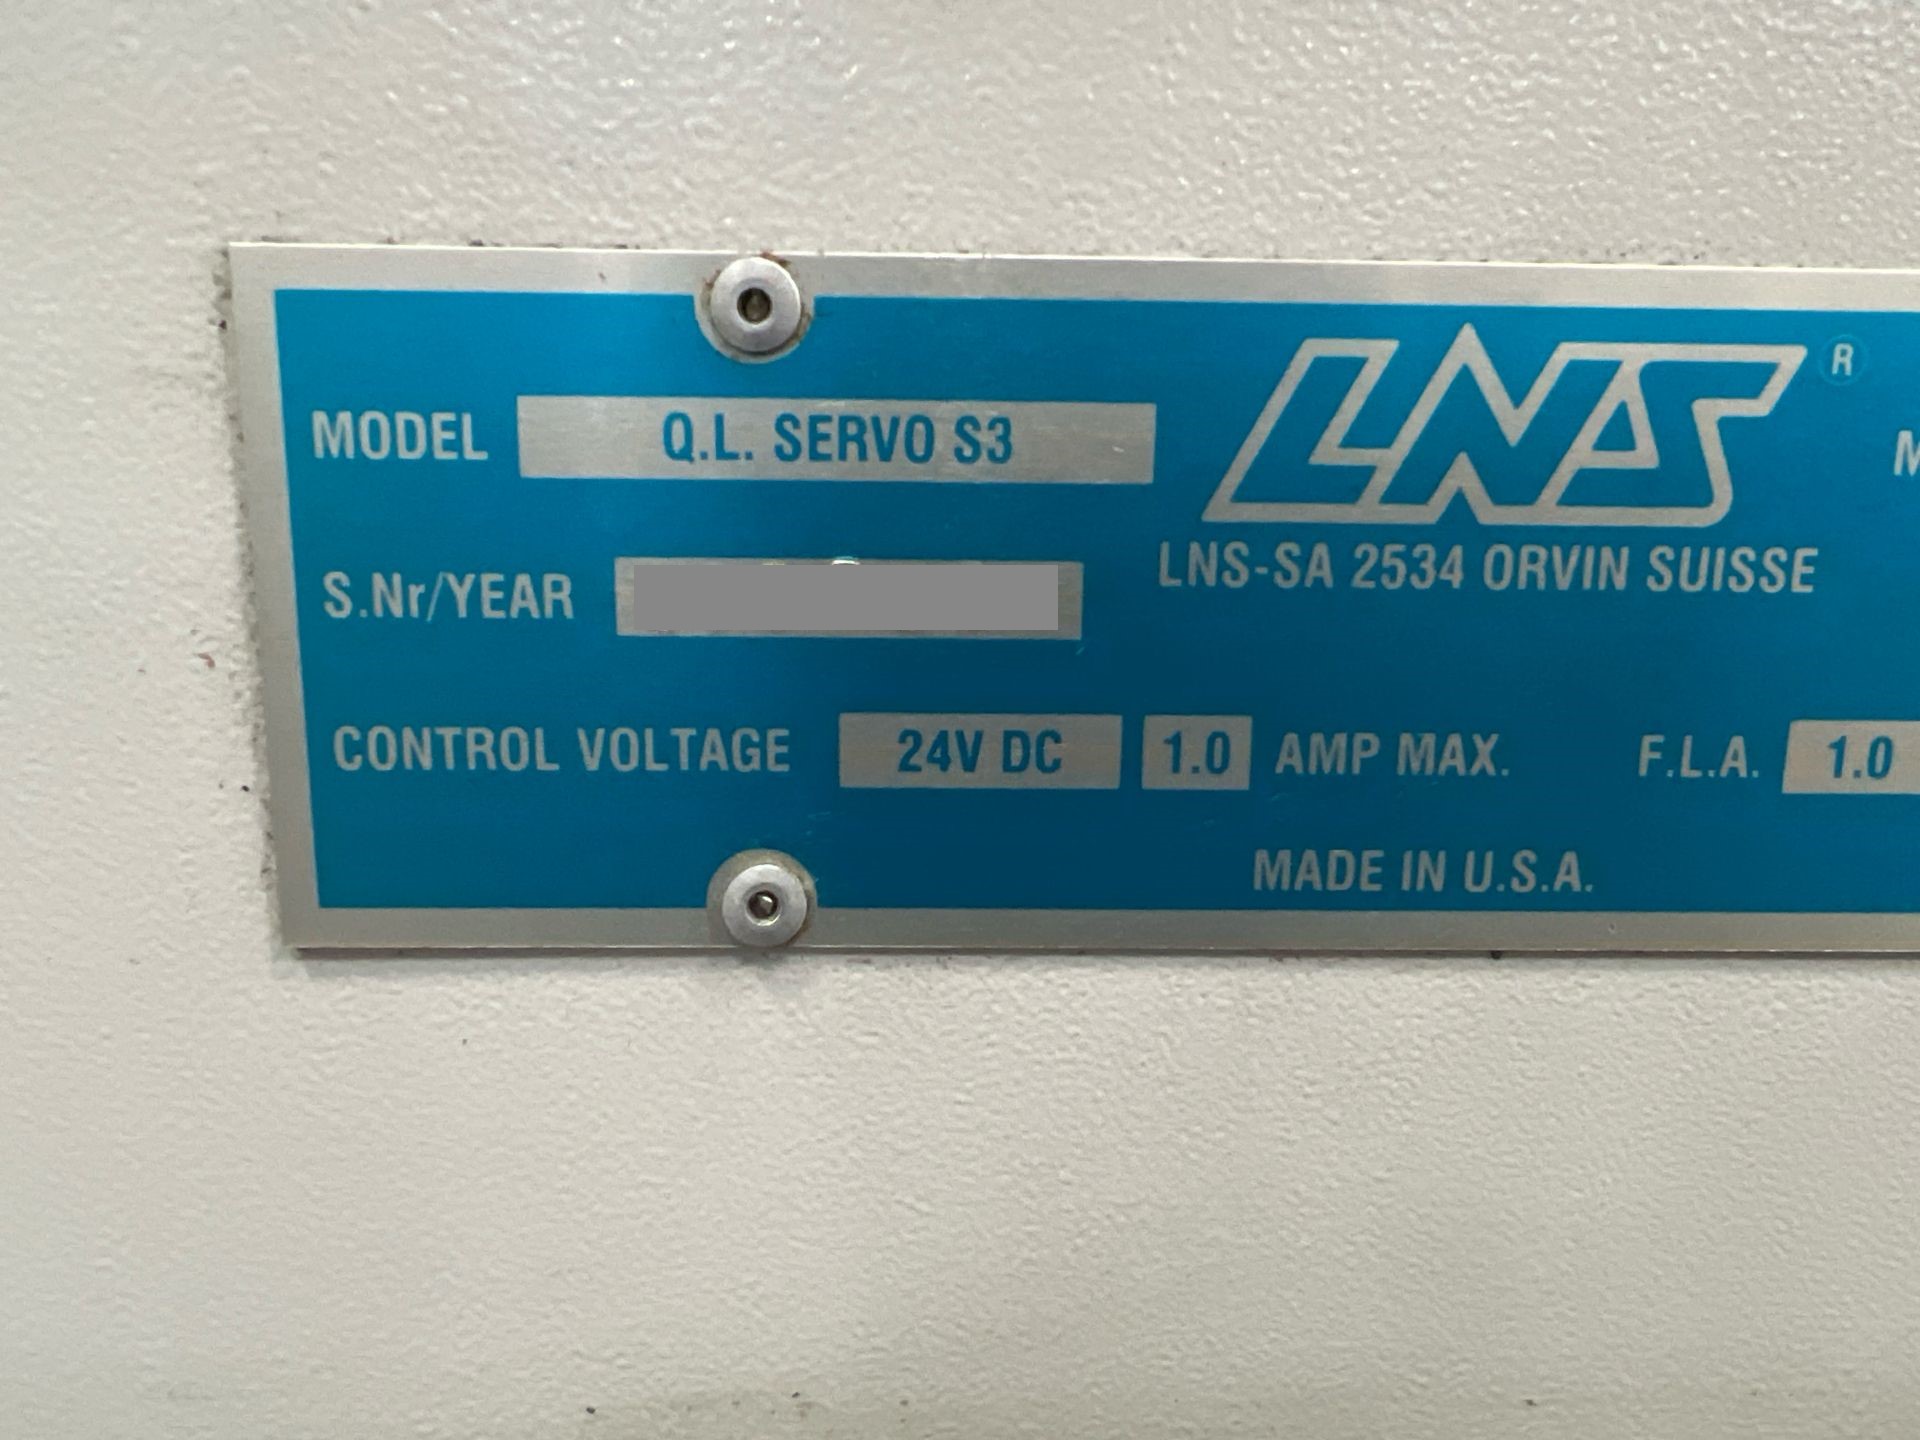 MODEL Q.L. SERVO S3
LNS ®
M
S.Nr/YEAR
LNS-SA 2534 ORVIN SUISSE
CONTROL VOLTAGE 24V DC 1.0 AMP MAX. F.L.A. 1.0
MADE IN U.S.A.